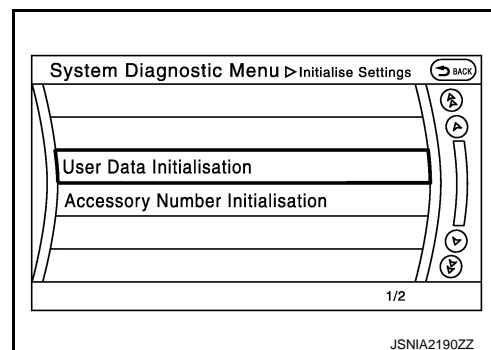 System Diagnostic Menu ▷ Initialise Settings
BACK
User Data Initialisation
Accessory Number Initialisation
1/2
JSNIA2190ZZ